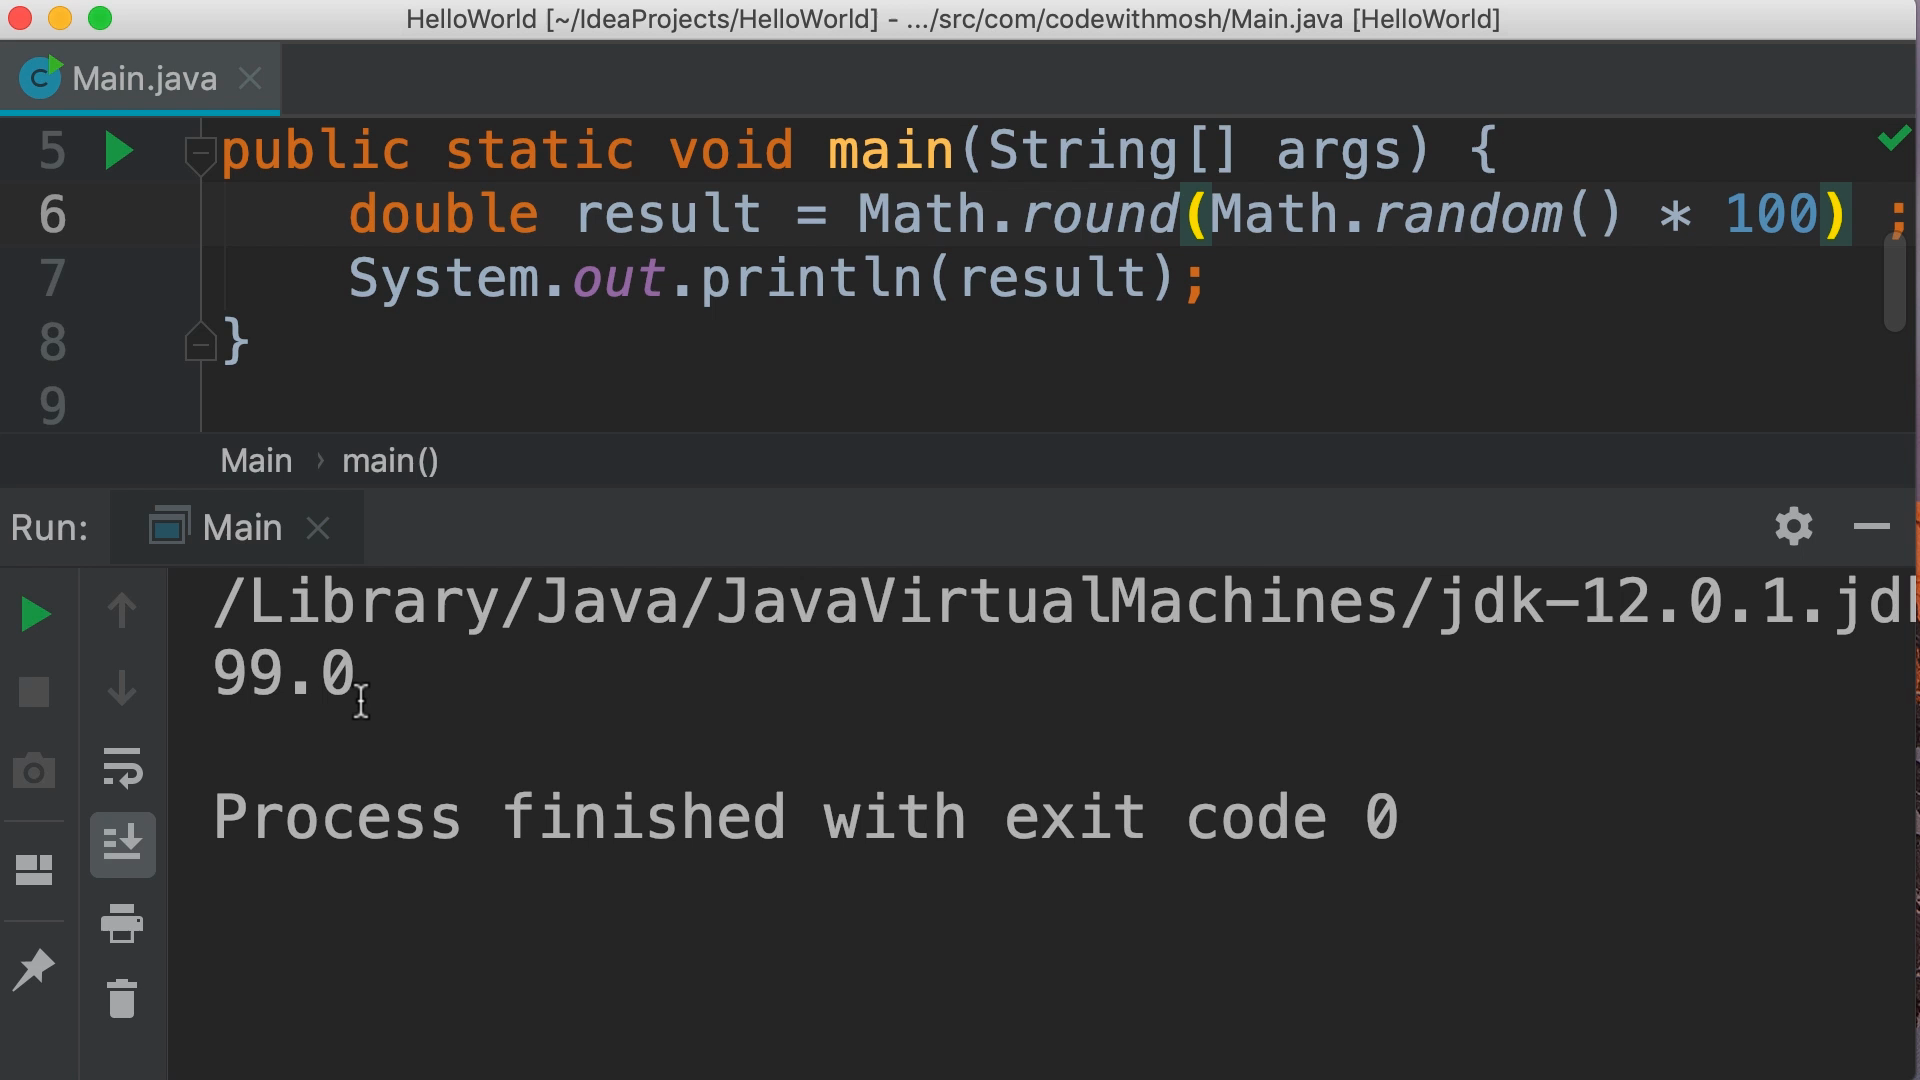 HelloWorld [~/IdeaProjects/HelloWorld] - .../src/com/codewithmosh/Main.java [HelloWorld]
Main.java
5 public static void main(String[] args) {
6 double result = Math.round(Math.random() * 100) ;
7 System.out.println(result);
8 }
9
Main › main()
Run: Main
/Library/Java/JavaVirtualMachines/jdk-12.0.1.jd
99.0
Process finished with exit code 0